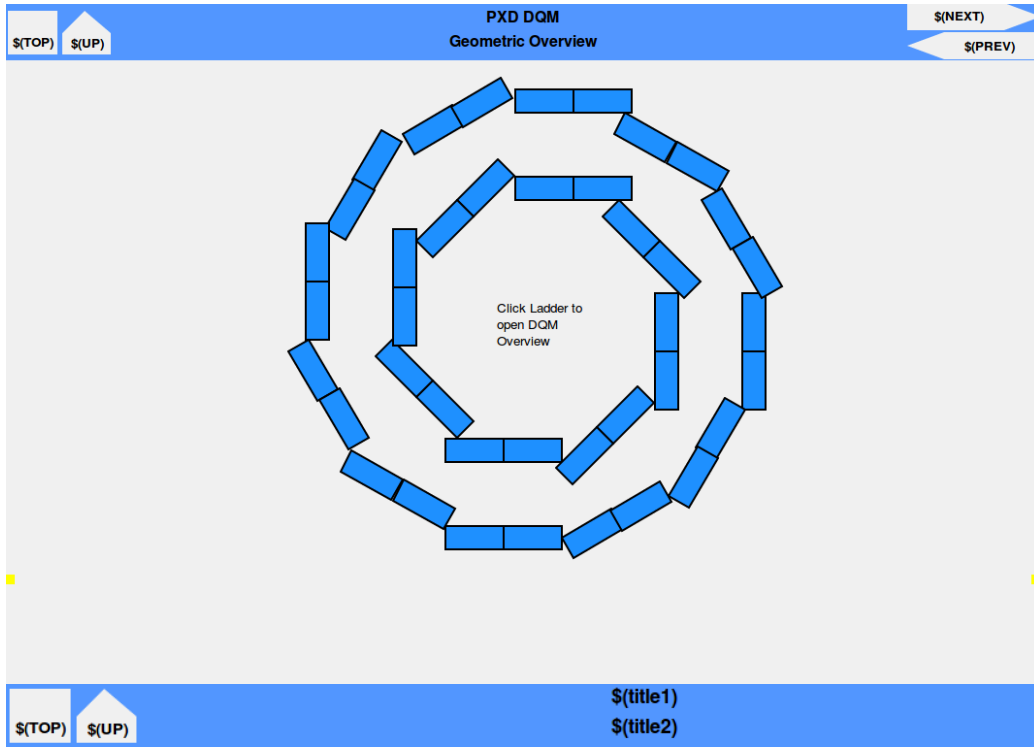 PXD DQM
$(NEXT)
$(TOP)
$(UP)
Geometric Overview
$(PREV)
Click Ladder to
open DQM
Overview
$(title1)
$(TOP)
$(UP)
$(title2)